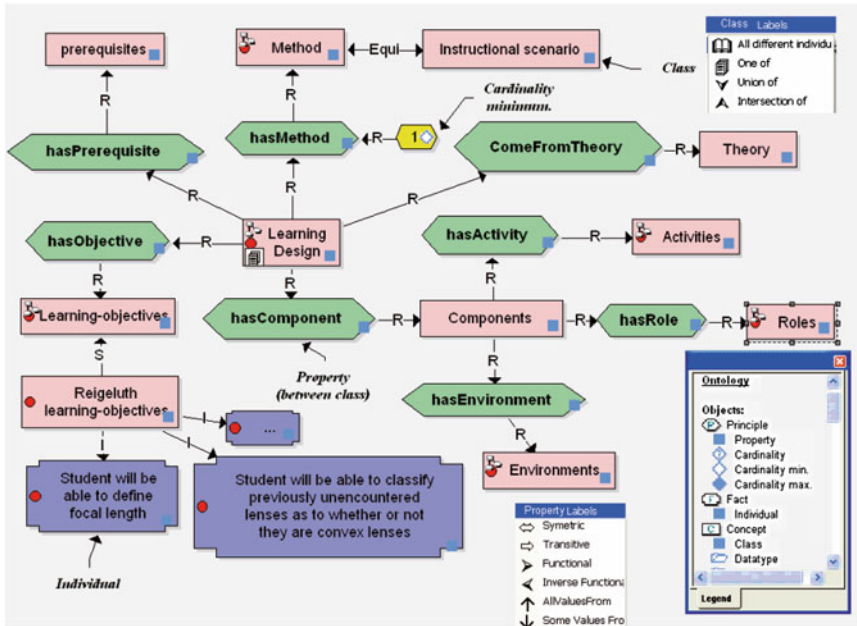 prerequisites
Method
Equi
Instructional scenario
Class
Class Labels
All different individu
One of
Union of
Intersection of
R
R
Cardinality
minimum.
hasPrerequisite
hasMethod
R
1
ComeFromTheory
R
Theory
R
R
R
hasObjective
R
Learning
Design
hasActivity
R
Activities
R
R
R
Learning-objectives
hasComponent
R
Components
R
hasRole
R
Roles
S
Property
(between class)
R
Reigeluth
learning-objectives
I
...
hasEnvironment
I
I
R
Student will be
able to define
focal length
Student will be able to classify
previously unencountered
lenses as to whether or not
they are convex lenses
Environments
Individual
Property Labels
Symetric
Transitive
Functional
Inverse Functiona
AllValuesFrom
Some Values Fro
Ontology
Objects:
P
Principle
Property
Cardinality
Cardinality min.
Cardinality max.
Fact
Individual
C
Concept
Class
Datatype
Legend